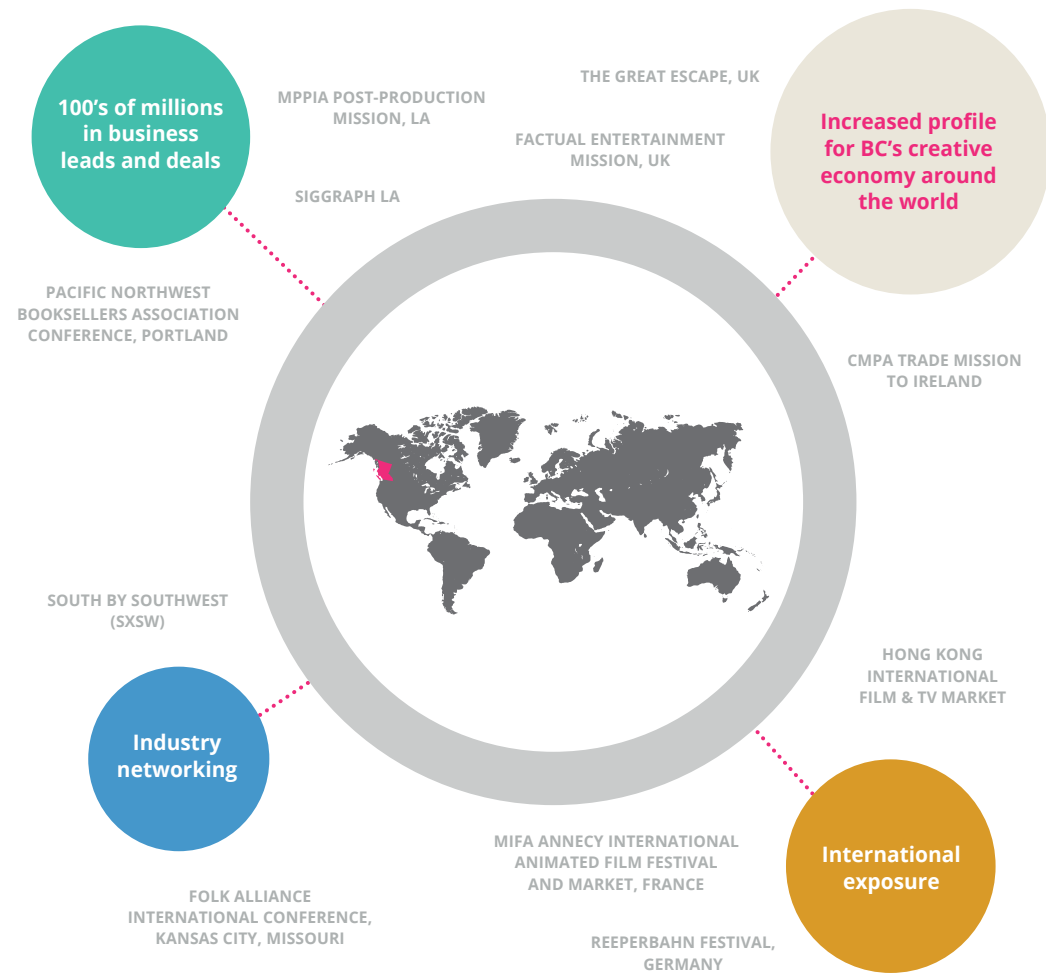 100's of millions
in business
leads and deals
MPPIA POST-PRODUCTION
MISSION, LA
THE GREAT ESCAPE, UK
FACTUAL ENTERTAINMENT
MISSION, UK
SIGGRAPH LA
Increased profile
for BC's creative
economy around
the world
PACIFIC NORTHWEST
BOOKSELLERS ASSOCIATION
CONFERENCE, PORTLAND
CMPA TRADE MISSION
TO IRELAND
SOUTH BY SOUTHWEST
(SXSW)
HONG KONG
INTERNATIONAL
FILM & TV MARKET
Industry
networking
MIFA ANNECY INTERNATIONAL
ANIMATED FILM FESTIVAL
AND MARKET, FRANCE
International
exposure
FOLK ALLIANCE
INTERNATIONAL CONFERENCE,
KANSAS CITY, MISSOURI
REEPERBAHN FESTIVAL,
GERMANY